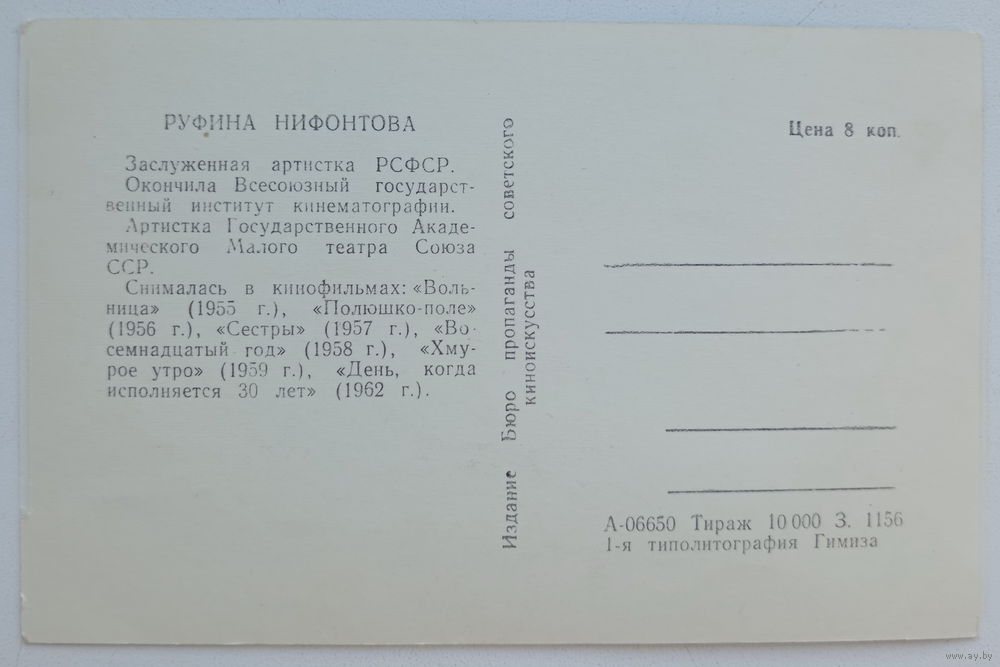 РУФИНА НИФОНТОВА
Заслуженная артистка РСФСР.
Окончила Всесоюзный государст-
венный институт кинематографии.
Артистка Государственного Акаде-
мического Малого театра Союза
ССР.
Снималась в кинофильмах: «Воль-
ница» (1955 г.), «Полюшко-поле»
(1956 г.), «Сестры» (1957 г.), «Во-
семнадцатый год» (1958 г.), «Хму-
рое утро» (1959 г.), «День, когда
исполняется 30 лет» (1962 г.).
Издание Бюро пропаганды советского
киноискусства
Цена 8 коп.
А-06650 Тираж 10 000 З. 1156
1-я типолитография Гимиза
www.ay.by